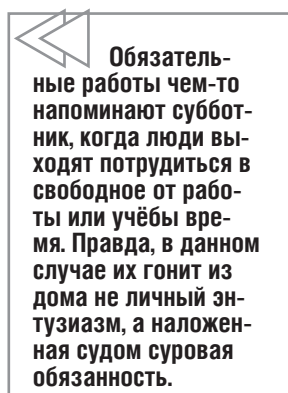 Обязатель-
ные работы чем-то
напоминают суббот-
ник, когда люди вы-
ходят потрудиться в
свободное от рабо-
ты или учёбы вре-
мя. Правда, в данном
случае их гонит из
дома не личный эн-
тузиазм, а наложен-
ная судом суровая
обязанность.